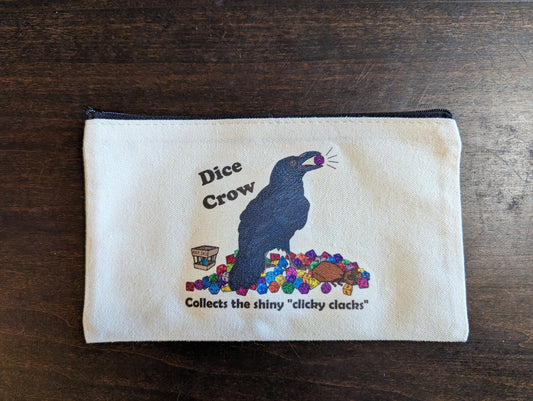 Dice
Crow
Collects the shiny "clicky clacks"